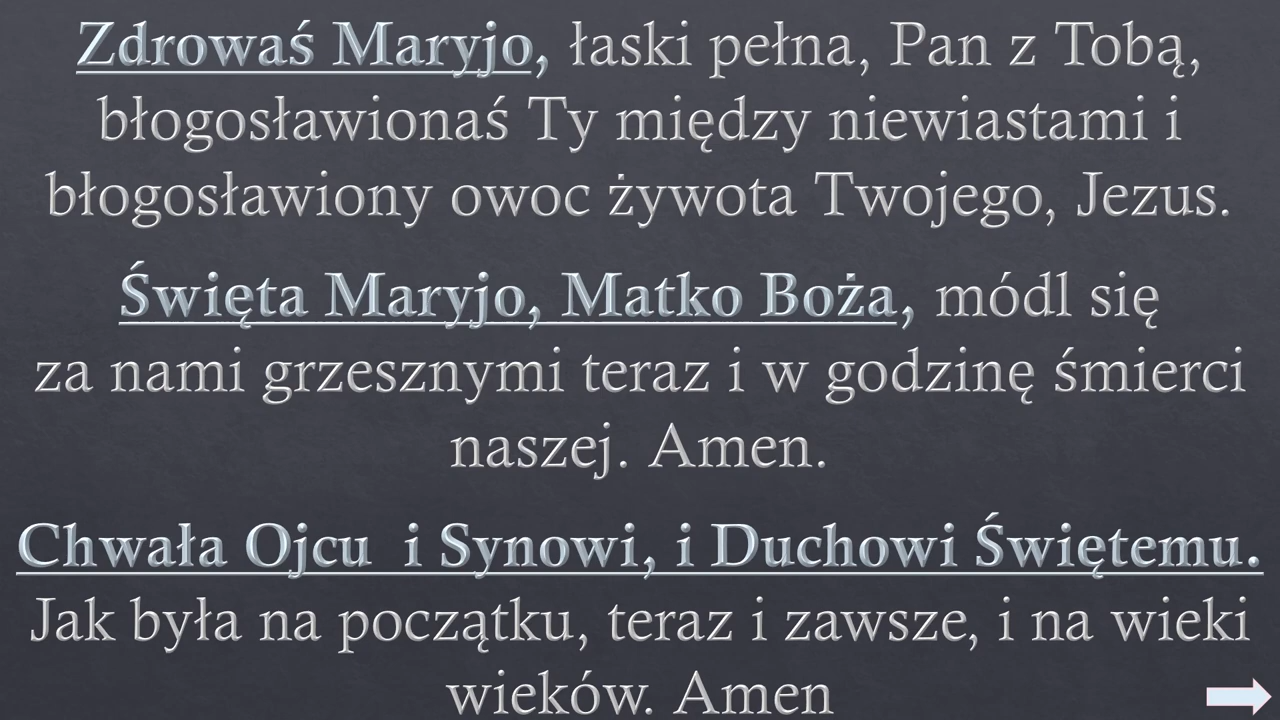 Zdrowaś Maryjo, łaski pełna, Pan z Tobą,
błogosławionaś Ty między niewiastami i
błogosławiony owoc żywota Twojego, Jezus.
Święta Maryjo, Matko Boża, módl się
za nami grzesznymi teraz i w godzinę śmierci
naszej. Amen.
Chwała Ojcu  i Synowi, i Duchowi Świętemu.
Jak była na początku, teraz i zawsze, i na wieki
wieków. Amen